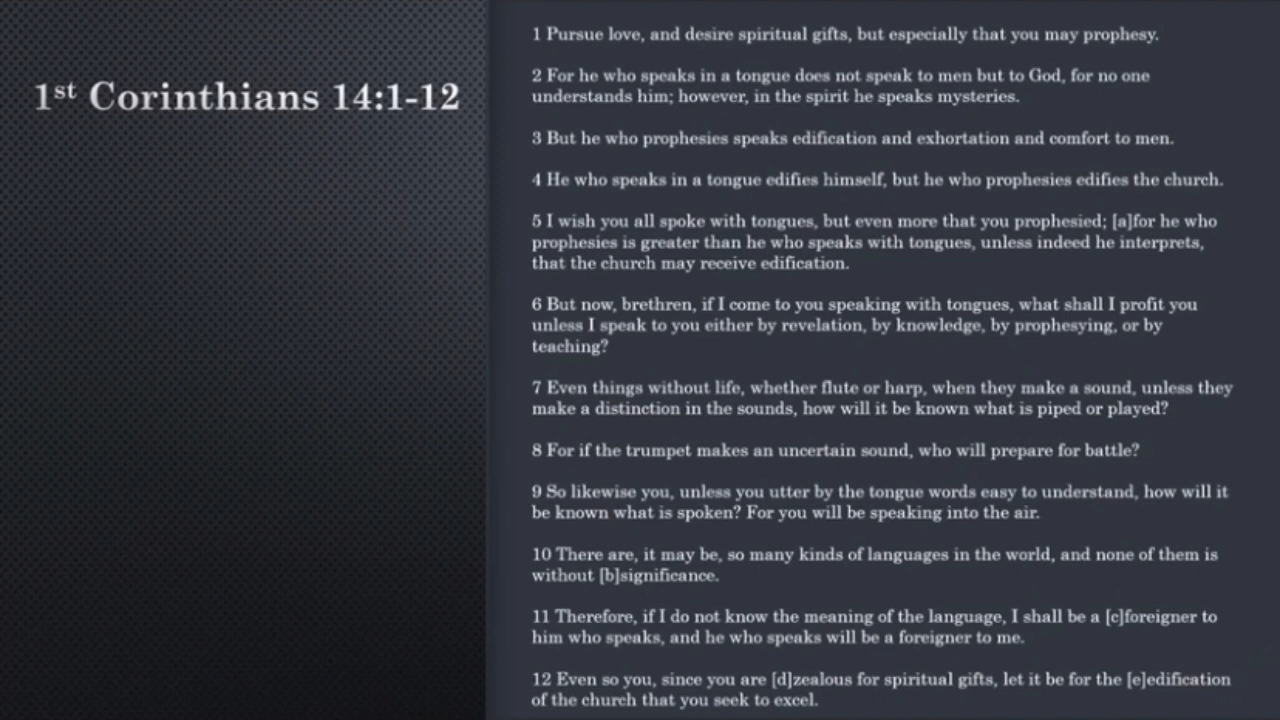 1st Corinthians 14:1-12
1 Pursue love, and desire spiritual gifts, but especially that you may prophesy.
2 For he who speaks in a tongue does not speak to men but to God, for no one
understands him; however, in the spirit he speaks mysteries.
3 But he who prophesies speaks edification and exhortation and comfort to men.
4 He who speaks in a tongue edifies himself, but he who prophesies edifies the church.
5 I wish you all spoke with tongues, but even more that you prophesied; [a]for he who
prophesies is greater than he who speaks with tongues, unless indeed he interprets,
that the church may receive edification.
6 But now, brethren, if I come to you speaking with tongues, what shall I profit you
unless I speak to you either by revelation, by knowledge, by prophesying, or by
teaching?
7 Even things without life, whether flute or harp, when they make a sound, unless they
make a distinction in the sounds, how will it be known what is piped or played?
8 For if the trumpet makes an uncertain sound, who will prepare for battle?
9 So likewise you, unless you utter by the tongue words easy to understand, how will it
be known what is spoken? For you will be speaking into the air.
10 There are, it may be, so many kinds of languages in the world, and none of them is
without [b]significance.
11 Therefore, if I do not know the meaning of the language, I shall be a [c]foreigner to
him who speaks, and he who speaks will be a foreigner to me.
12 Even so you, since you are [d]zealous for spiritual gifts, let it be for the [e]edification
of the church that you seek to excel.